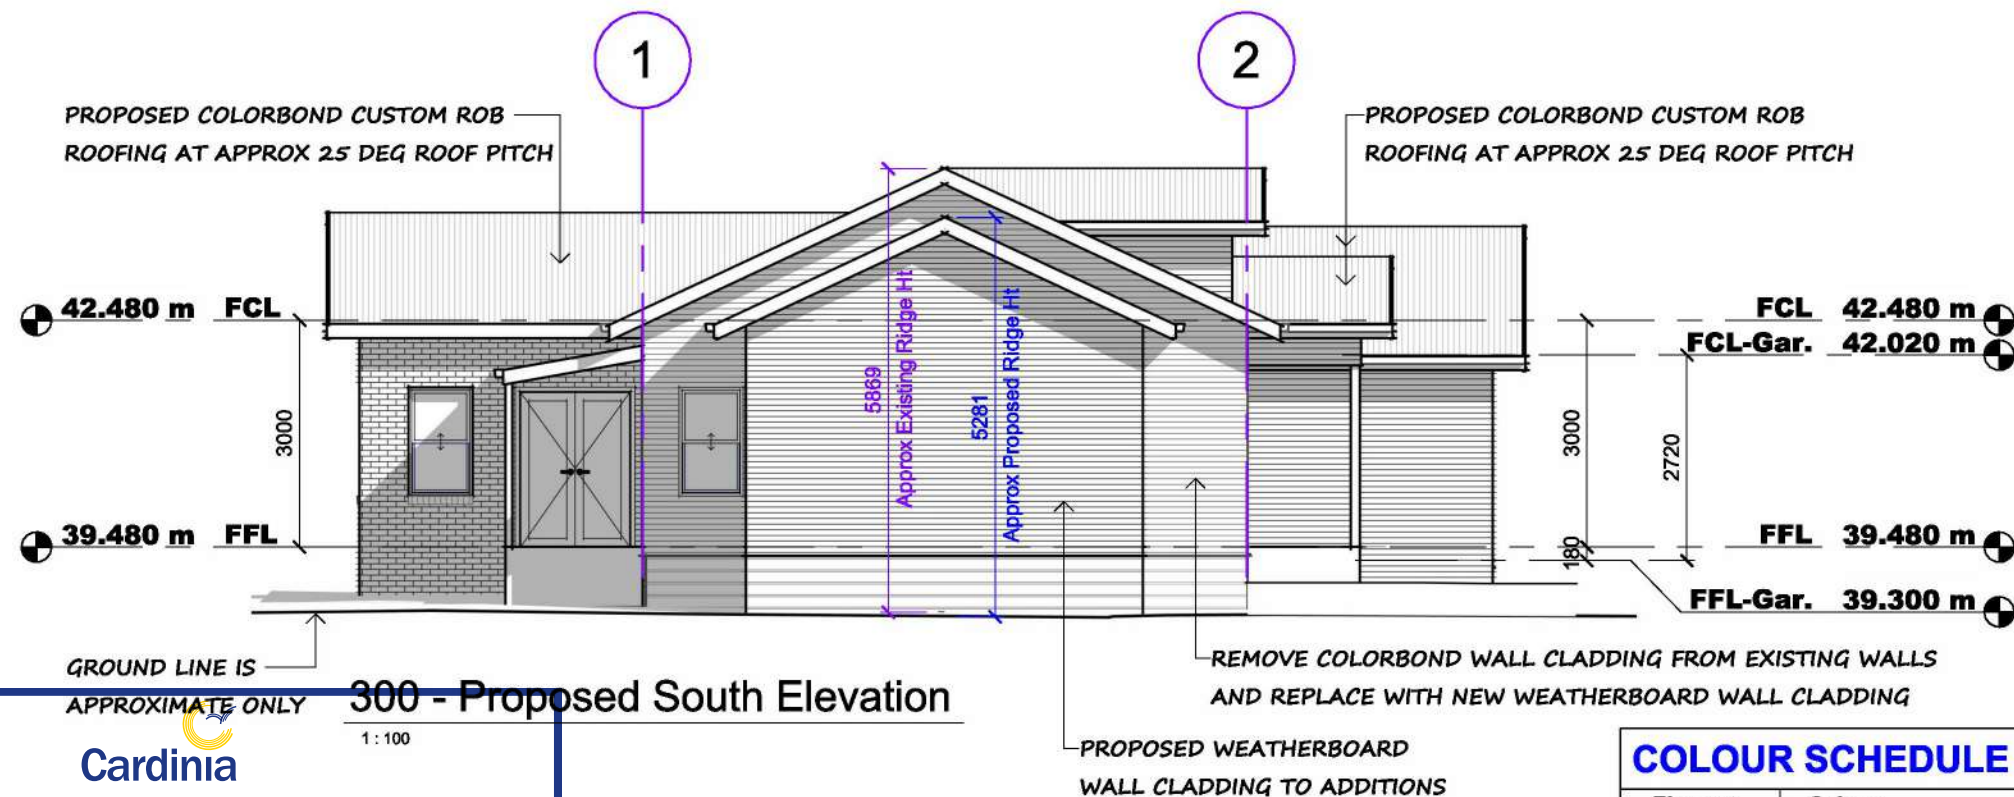 1
2
PROPOSED COLORBOND CUSTOM ROB
ROOFING AT APPROX 25 DEG ROOF PITCH
PROPOSED COLORBOND CUSTOM ROB
ROOFING AT APPROX 25 DEG ROOF PITCH
42.480 m FCL
FCL 42.480 m
FCL-Gar. 42.020 m
3000
5869
Approx Existing Ridge Ht
5281
Approx Proposed Ridge Ht
3000
2720
180
39.480 m FFL
FFL 39.480 m
FFL-Gar. 39.300 m
GROUND LINE IS
APPROXIMATE ONLY
300 - Proposed South Elevation
1 : 100
REMOVE COLORBOND WALL CLADDING FROM EXISTING WALLS
AND REPLACE WITH NEW WEATHERBOARD WALL CLADDING
PROPOSED WEATHERBOARD
WALL CLADDING TO ADDITIONS
Cardinia
COLOUR SCHEDULE